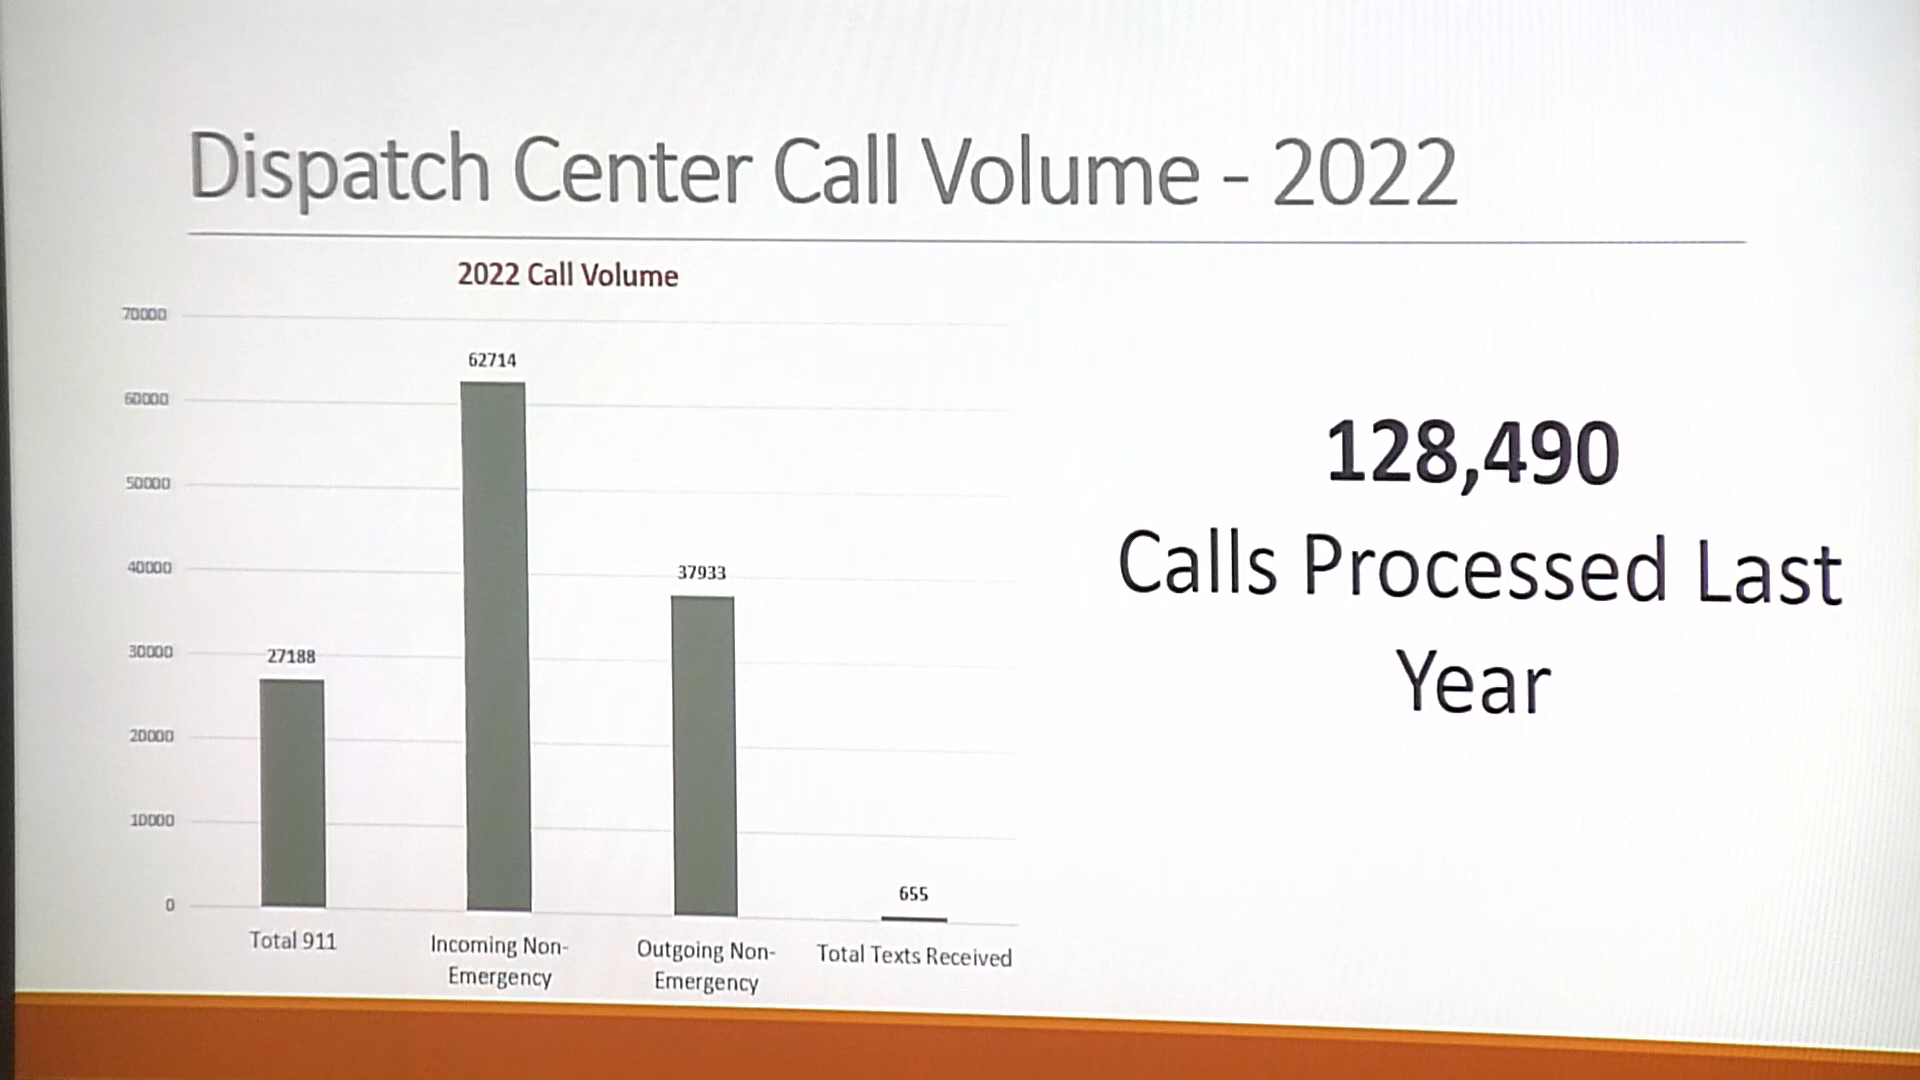 Dispatch Center Call Volume - 2022
2022 Call Volume
70000
60000
50000
40000
30000
20000
10000
0
27188
62714
37933
655
Total 911
Incoming Non-
Emergency
Outgoing Non-
Emergency
Total Texts Received
128,490
Calls Processed Last
Year